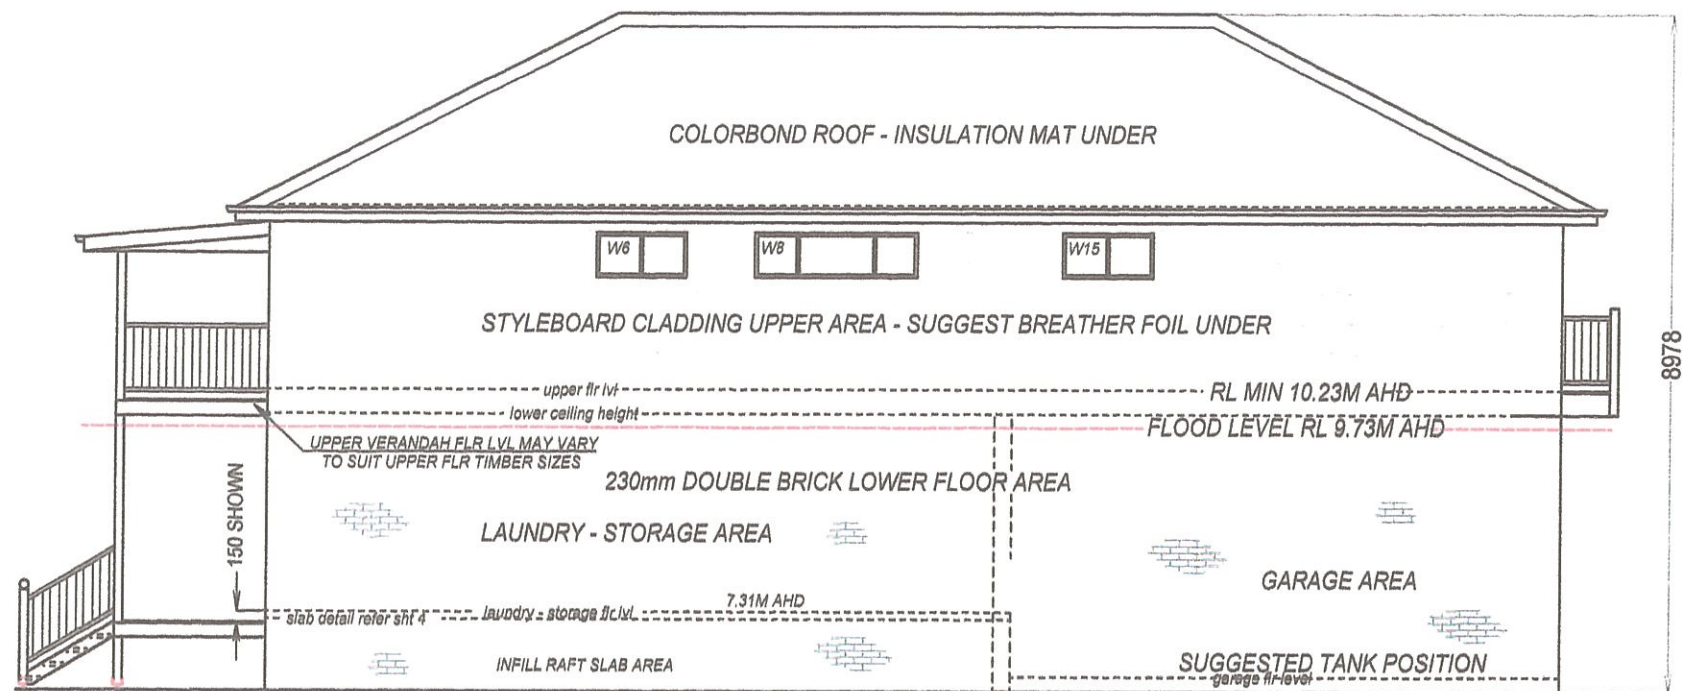 COLORBOND ROOF - INSULATION MAT UNDER
W6
W8
W15
STYLEBOARD CLADDING UPPER AREA - SUGGEST BREATHER FOIL UNDER
8978
upper flr lvl
RL MIN 10.23M AHD
lower ceiling height
FLOOD LEVEL RL 9.73M AHD
UPPER VERANDAH FLR LVL MAY VARY
TO SUIT UPPER FLR TIMBER SIZES
230mm DOUBLE BRICK LOWER FLOOR AREA
150 SHOWN
LAUNDRY - STORAGE AREA
GARAGE AREA
7.31M AHD
slab detail refer sht 4
laundry - storage flr lvl
INFILL RAFT SLAB AREA
SUGGESTED TANK POSITION
garage flr level